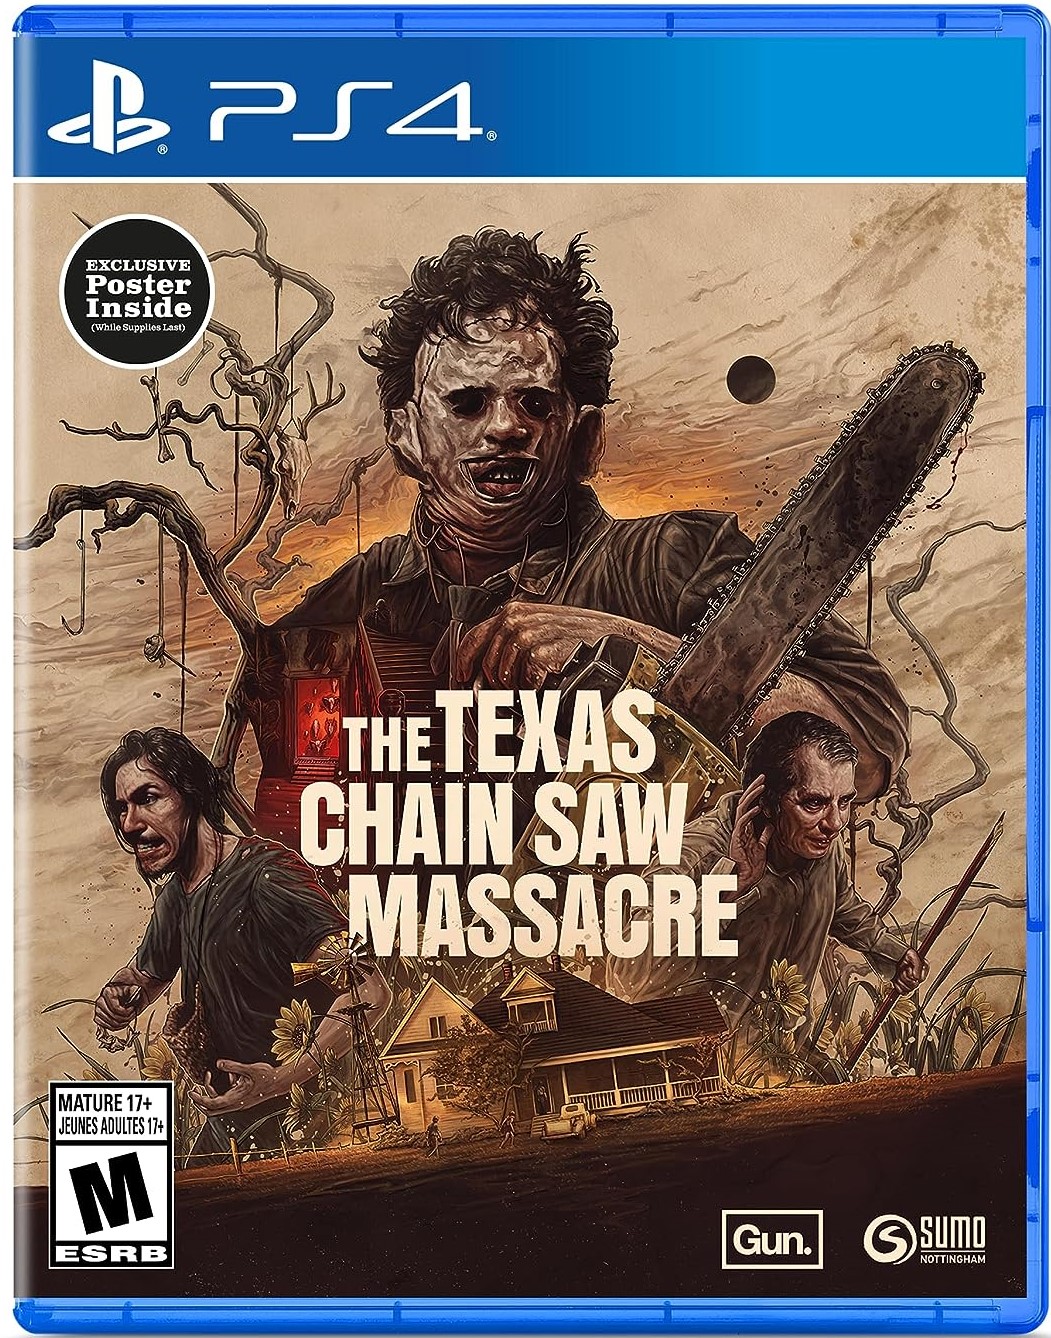 PS4
EXCLUSIVE
Poster
Inside
(While Supplies Last)
THE TEXAS
CHAIN SAW
MASSACRE
MATURE 17+
JEUNES ADULTES 17+
M
ESRB
Gun.
SUMO
NOTTINGHAM